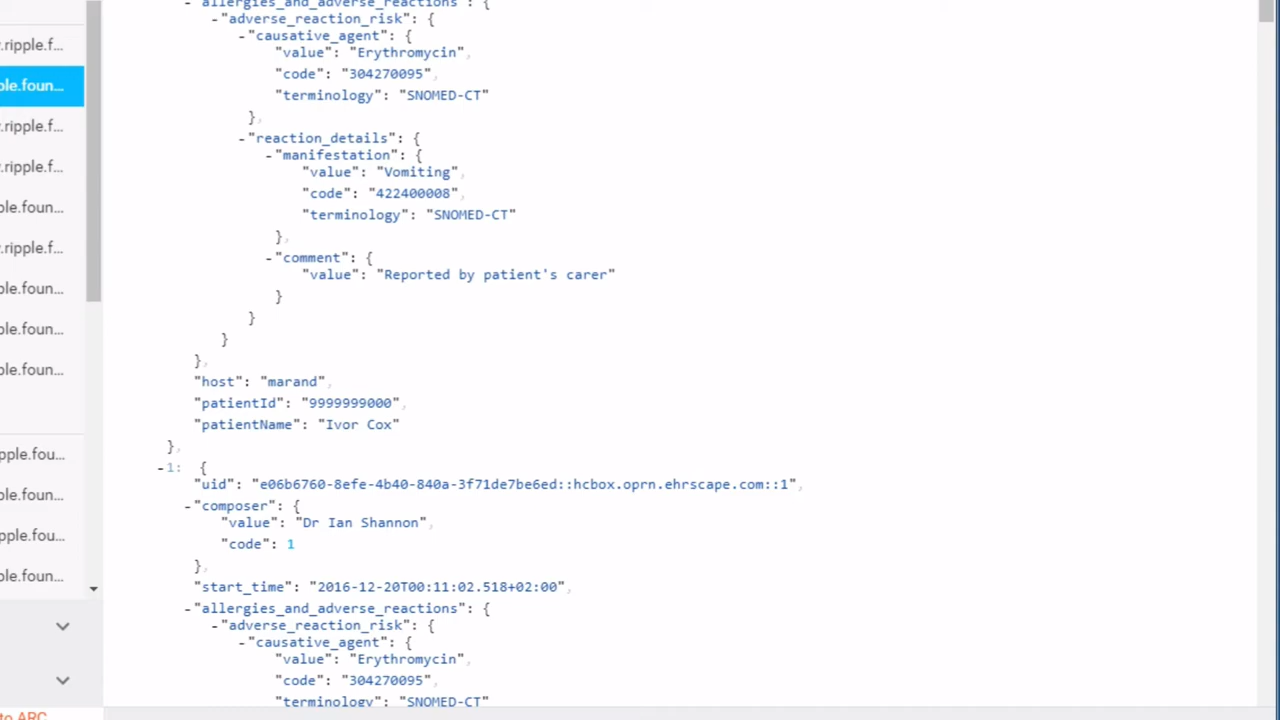 - "allergies_and_adverse_reactions": {
- "adverse_reaction_risk": {
- "causative_agent": {
"value": "Erythromycin",
"code": "304270095",
"terminology": "SNOMED-CT"
},
- "reaction_details": {
- "manifestation": {
"value": "Vomiting",
"code": "422400008",
"terminology": "SNOMED-CT"
},
- "comment": {
"value": "Reported by patient's carer"
}
}
}
},
"host": "marand",
"patientId": "9999999000",
"patientName": "Ivor Cox"
},
-1: {
"uid": "e06b6760-8efe-4b40-840a-3f71de7be6ed::hcbox.oprn.ehrscape.com::1",
- "composer": {
"value": "Dr Ian Shannon",
"code": 1
},
"start_time": "2016-12-20T00:11:02.518+02:00",
- "allergies_and_adverse_reactions": {
- "adverse_reaction_risk": {
- "causative_agent": {
"value": "Erythromycin",
"code": "304270095",
"terminology": "SNOMED-CT"
.ripple.f...
ple.foun...
.ripple.f...
.ripple.f...
ple.foun...
.ripple.f...
ple.foun...
ple.foun...
ple.foun...
pple.fou...
ple.foun...
pple.fou...
ple.foun...
to ARC